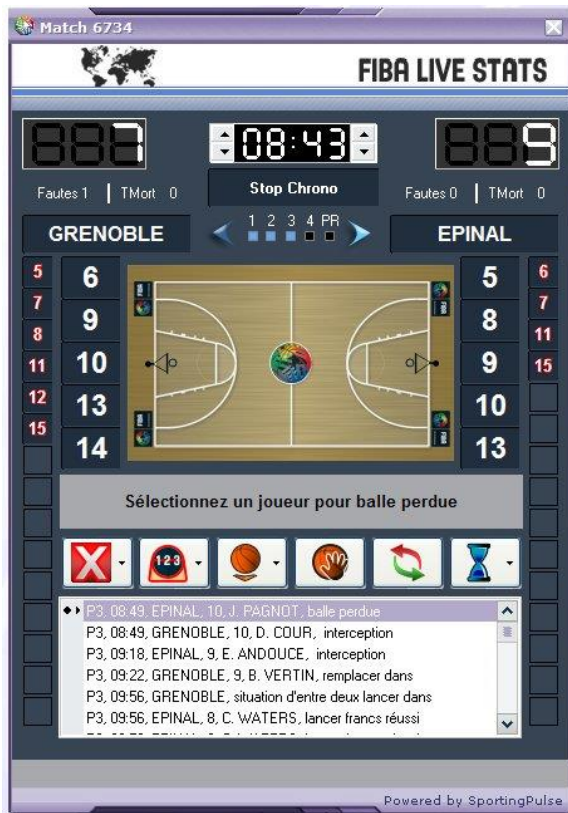 Match 6734
FIBA LIVE STATS
7
08:43
9
Fautes 1 | TMort 0
Stop Chrono
Fautes 0 | TMort 0
1 2 3 4 PR
GRENOBLE
EPINAL
5
7
8
11
12
15
6
9
10
13
14
5
8
9
10
13
6
7
11
15
Sélectionnez un joueur pour balle perdue
123
P3, 08:49, EPINAL, 10, J. PAGNOT, balle perdue
P3, 08:49, GRENOBLE, 10, D. COUR, interception
P3, 09:18, EPINAL, 9, E. ANDOUCE, interception
P3, 09:22, GRENOBLE, 9, B. VERTIN, remplacer dans
P3, 09:56, GRENOBLE, situation d'entre deux lancer dans
P3, 09:56, EPINAL, 8, C. WATERS, lancer francs réussi
Powered by SportingPulse